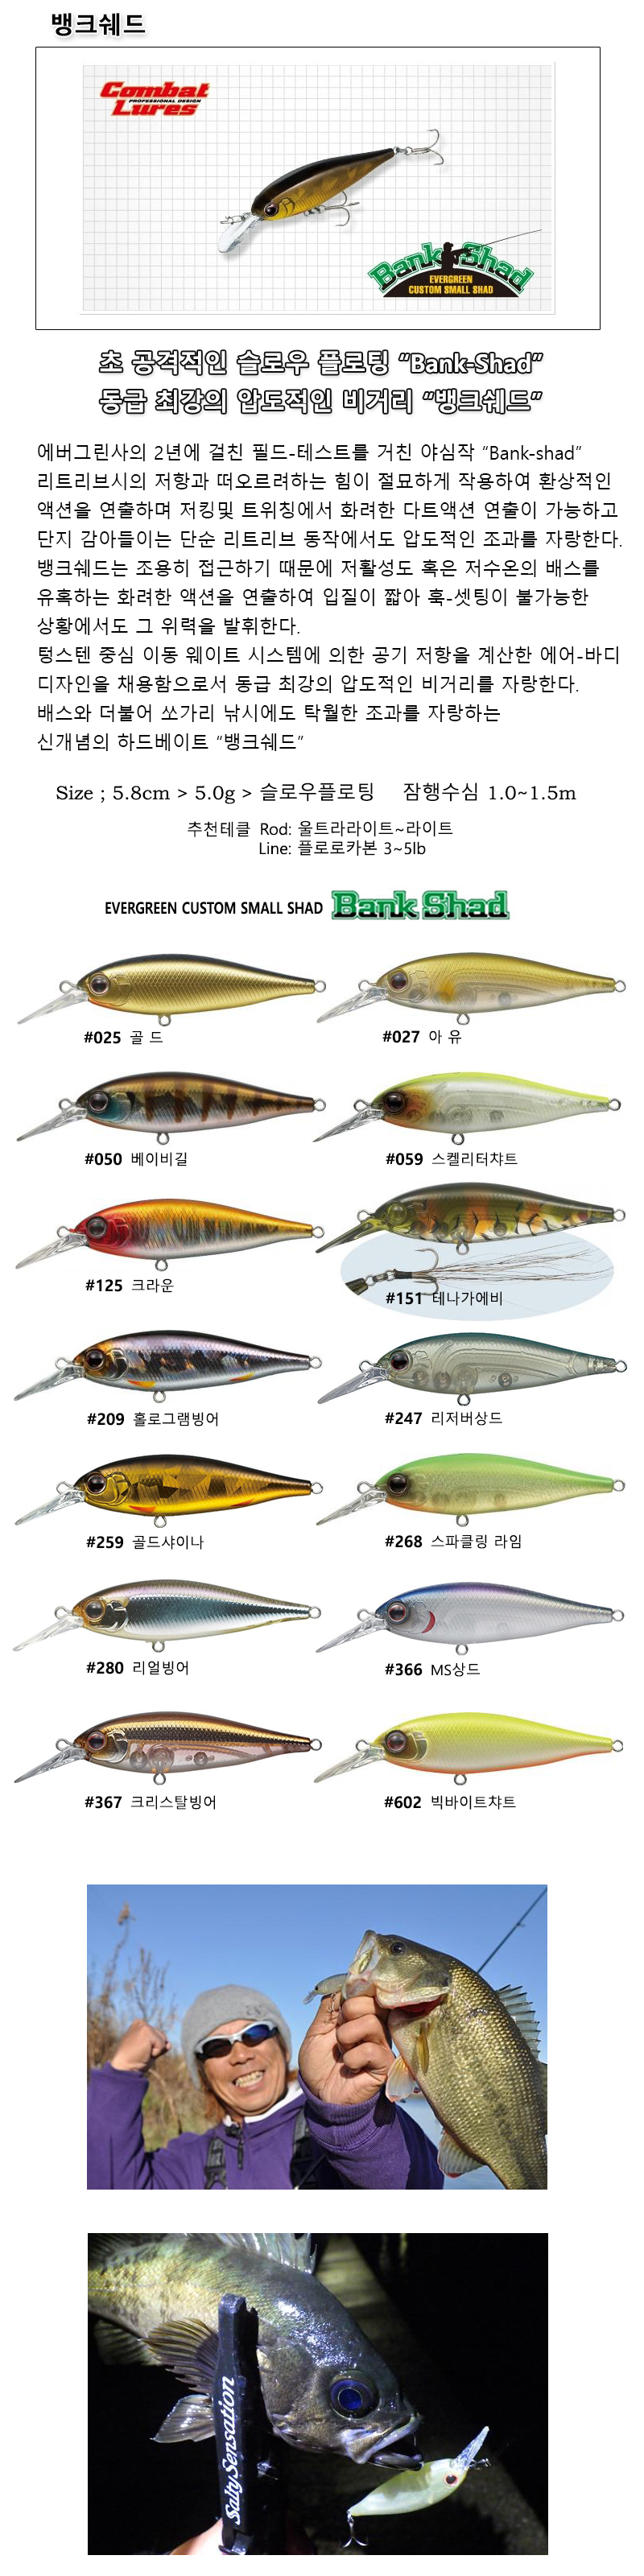 뱅크쉐드
Combat
PROFESSIONAL DESIGN
Lures
Bank Shad
EVERGREEN
CUSTOM SMALL SHAD
초 공격적인 슬로우 플로팅 “Bank-Shad”
동급 최강의 압도적인 비거리 “뱅크쉐드”
에버그린사의 2년에 걸친 필드-테스트를 거친 야심작 “Bank-shad”
리트리브시의 저항과 떠오르려하는 힘이 절묘하게 작용하여 환상적인
액션을 연출하며 저킹및 트위칭에서 화려한 다트액션 연출이 가능하고
단지 감아들이는 단순 리트리브 동작에서도 압도적인 조과를 자랑한다.
뱅크쉐드는 조용히 접근하기 때문에 저활성도 혹은 저수온의 배스를
유혹하는 화려한 액션을 연출하여 입질이 짧아 훅-셋팅이 불가능한
상황에서도 그 위력을 발휘한다.
텅스텐 중심 이동 웨이트 시스템에 의한 공기 저항을 계산한 에어-바디
디자인을 채용함으로서 동급 최강의 압도적인 비거리를 자랑한다.
배스와 더불어 쏘가리 낚시에도 탁월한 조과를 자랑하는
신개념의 하드베이트 “뱅크쉐드”
Size ; 5.8cm > 5.0g > 슬로우플로팅 잠행수심 1.0~1.5m
추천테클 Rod: 울트라라이트~라이트
Line: 플로로카본 3~5lb
EVERGREEN CUSTOM SMALL SHAD Bank Shad
#025 골 드
#027 아 유
#050 베이비길
#059 스켈리터챠트
#125 크라운
#151 테나가에비
#209 홀로그램빙어
#247 리저버상드
#259 골드샤이나
#268 스파클링 라임
#280 리얼빙어
#366 MS상드
#367 크리스탈빙어
#602 빅바이트챠트
Salty Sensation